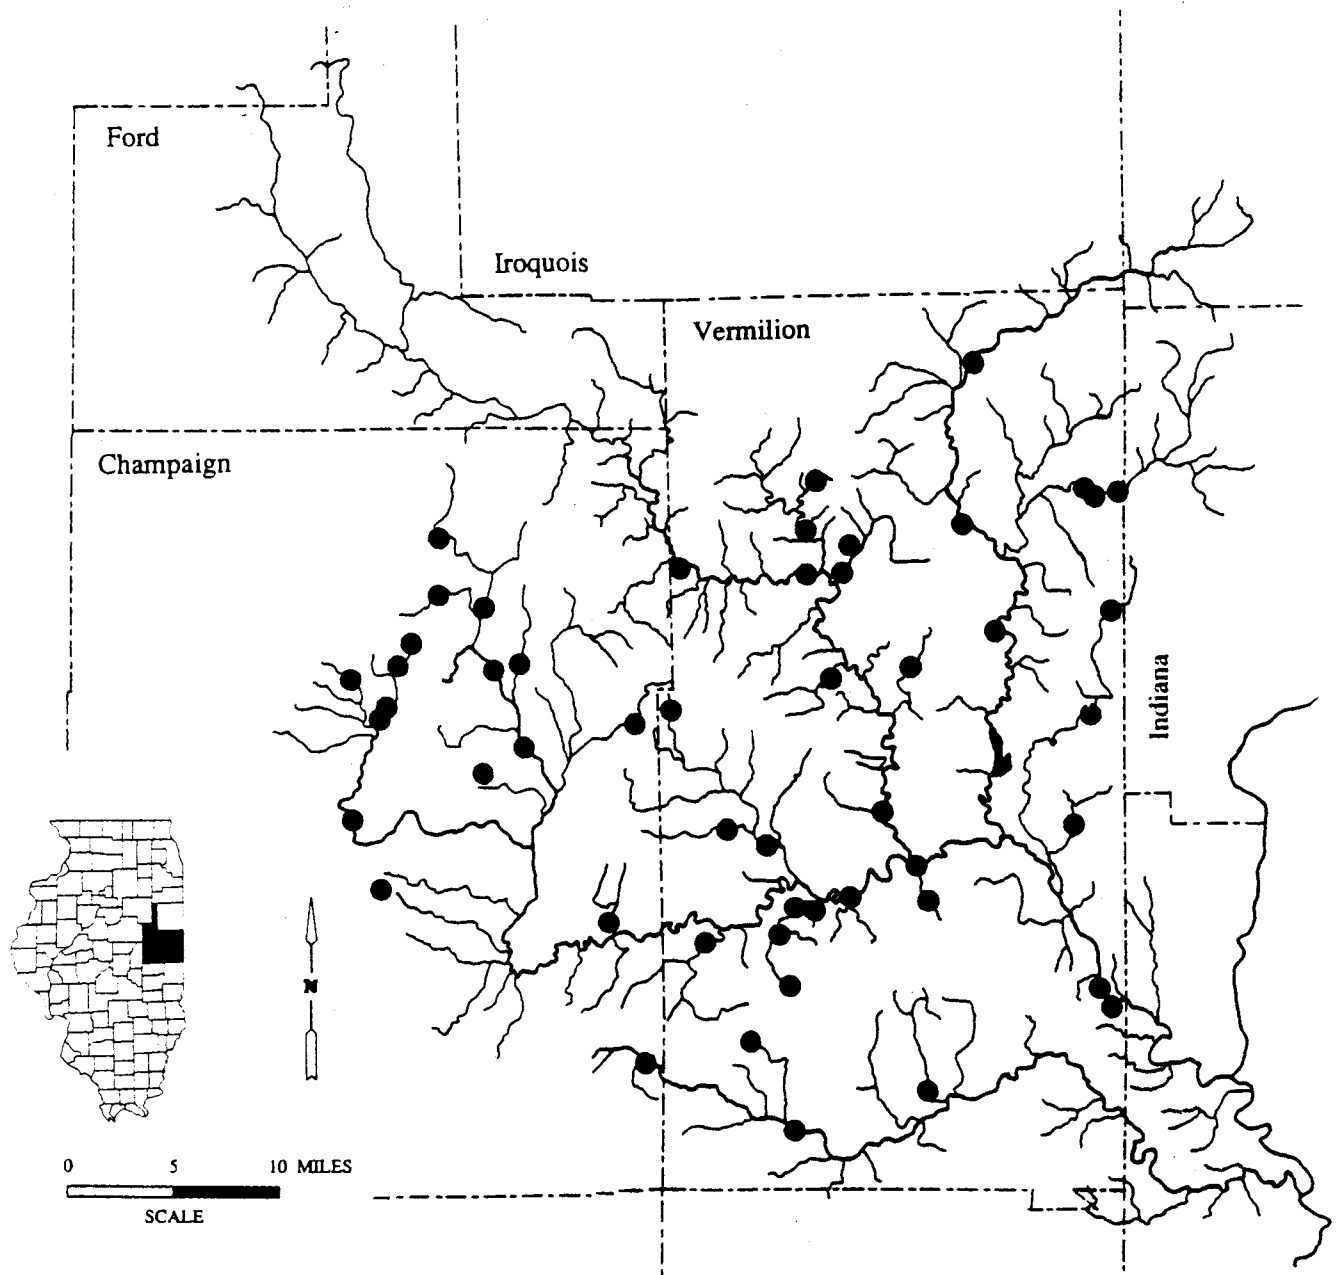 Ford
Iroquois
Vermilion
Champaign
Indiana
N
0 5 10 MILES
SCALE